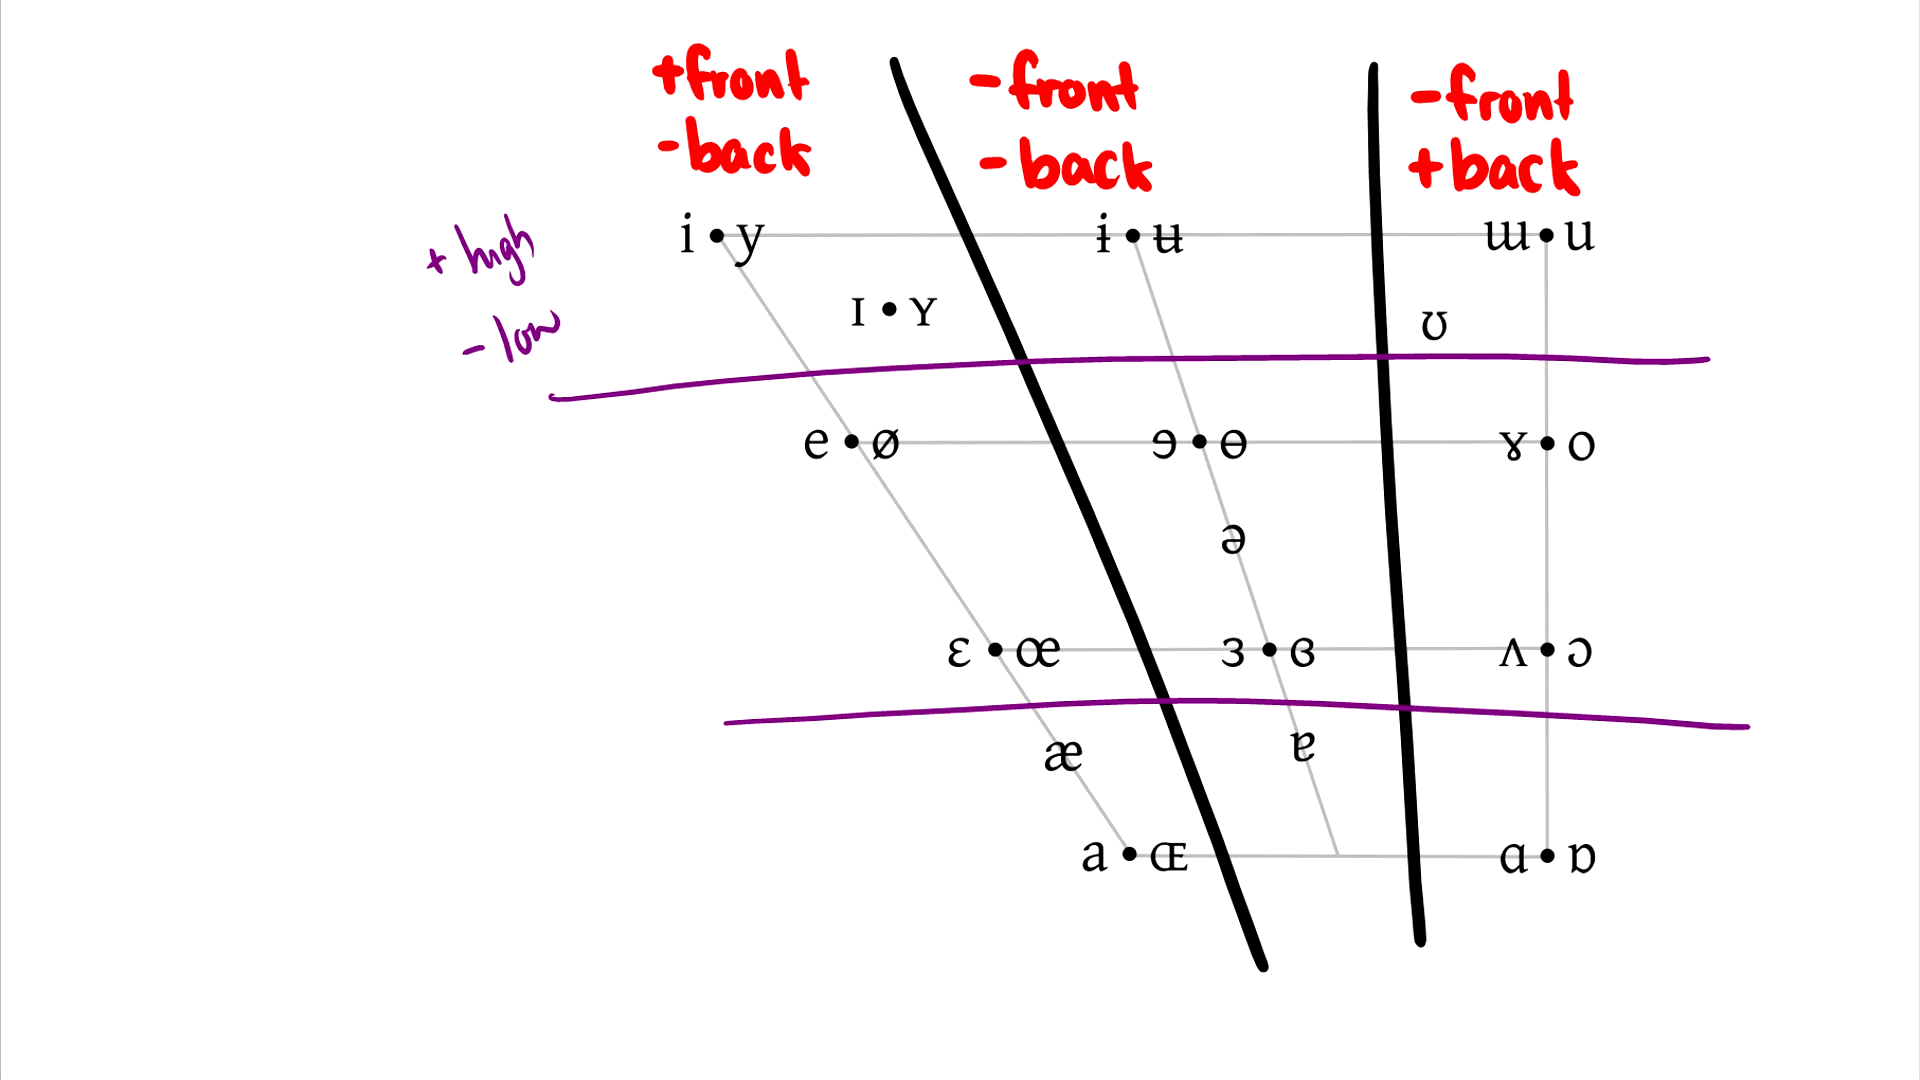 +front -front -front
-back -back +back
i y ɨ ʉ ɯ u
+ high
ɪ ʏ ʊ
- low
e ø ɘ ɵ ɤ o
ə
ɛ œ ɜ ɞ ʌ ɔ
æ ɐ
a ɶ ɑ ɒ